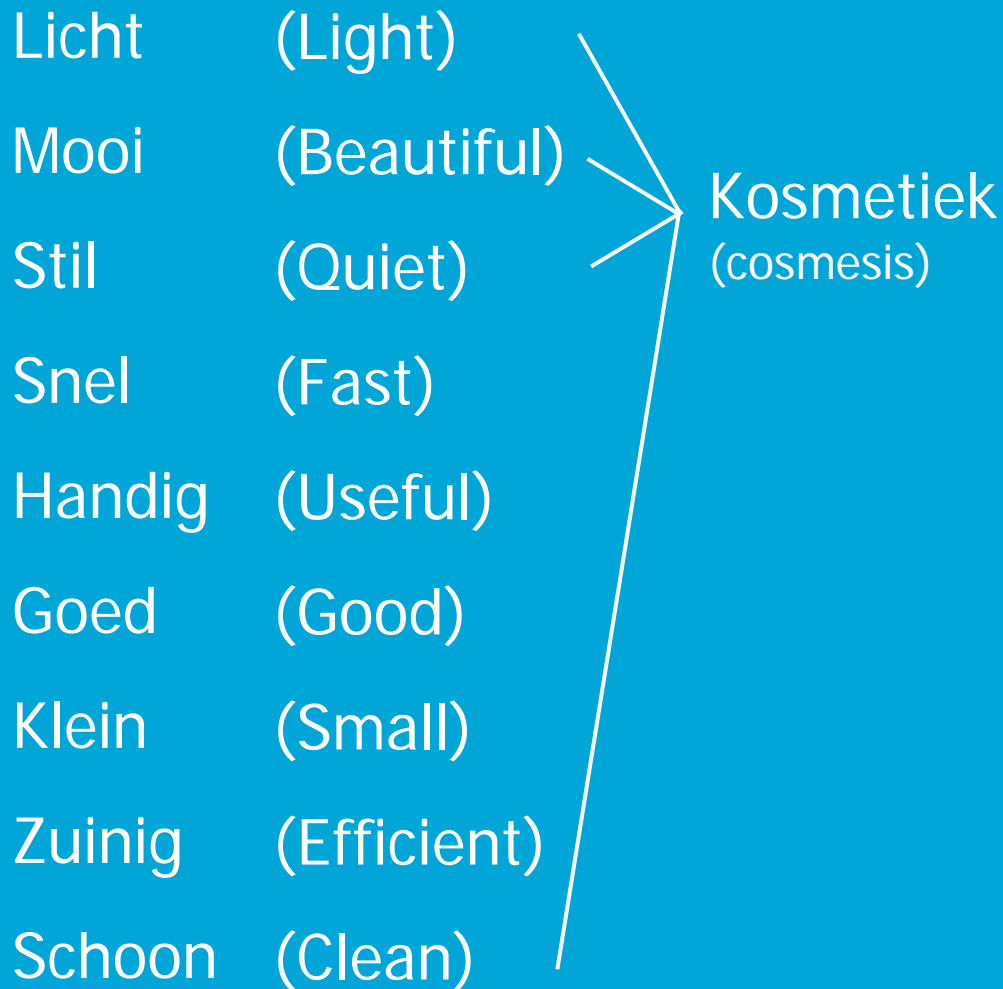 Licht (Light)
Mooi (Beautiful)
Stil (Quiet)
Snel (Fast)
Handig (Useful)
Goed (Good)
Klein (Small)
Zuinig (Efficient)
Schoon (Clean)
Kosmetiek
(cosmesis)